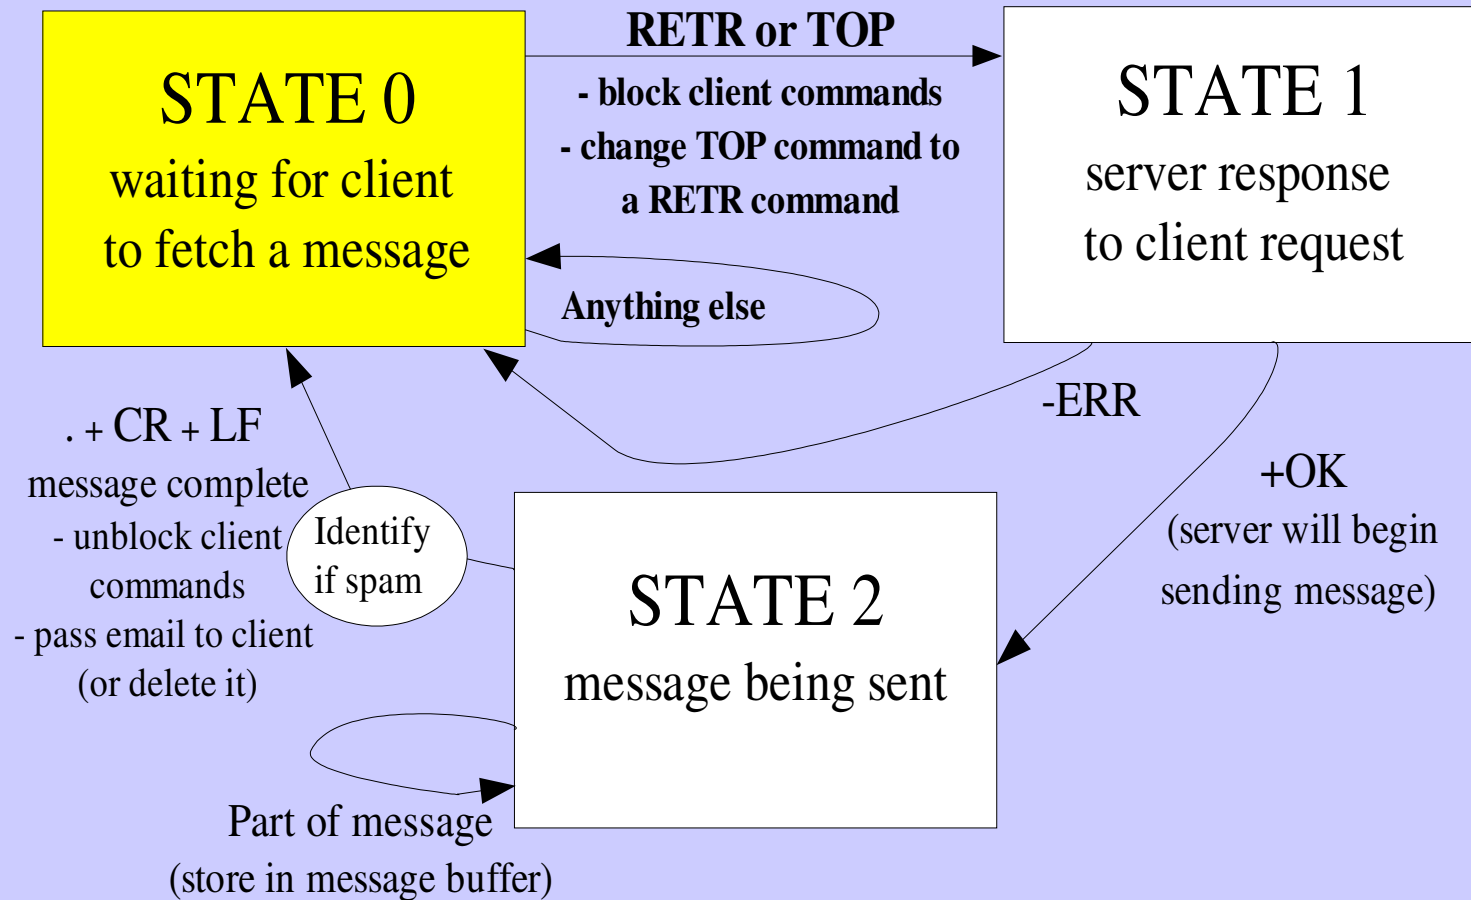 STATE 0
waiting for client
to fetch a message
RETR or TOP
- block client commands
- change TOP command to
a RETR command
STATE 1
server response
to client request
Anything else
-ERR
+OK
(server will begin
sending message)
. + CR + LF
message complete
- unblock client
commands
- pass email to client
(or delete it)
Identify
if spam
STATE 2
message being sent
Part of message
(store in message buffer)